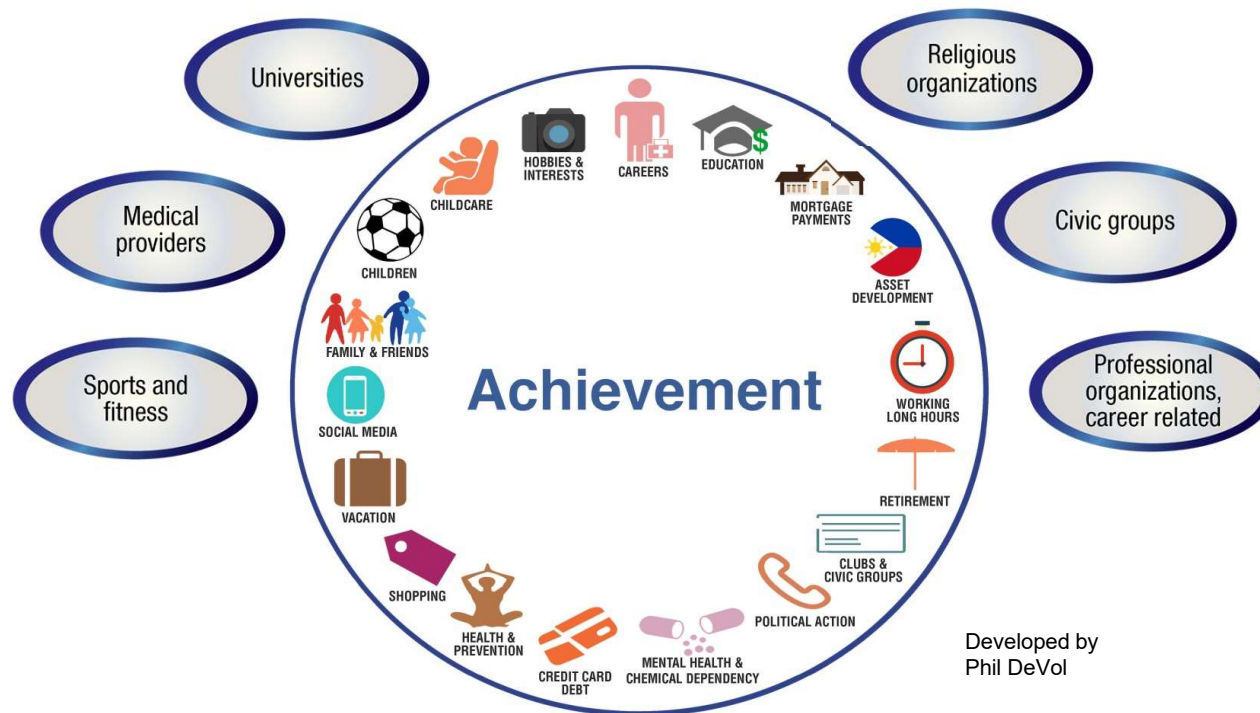 Universities
Religious
organizations
Medical
providers
Civic groups
Sports and
fitness
Professional
organizations,
career related
HOBBIES &
INTERESTS
CAREERS
EDUCATION
$
MORTGAGE
PAYMENTS
ASSET
DEVELOPMENT
WORKING
LONG HOURS
RETIREMENT
CLUBS &
CIVIC GROUPS
POLITICAL ACTION
MENTAL HEALTH &
CHEMICAL DEPENDENCY
CREDIT CARD
DEBT
HEALTH &
PREVENTION
SHOPPING
VACATION
SOCIAL MEDIA
FAMILY & FRIENDS
CHILDREN
CHILDCARE
Achievement
Developed by
Phil DeVol